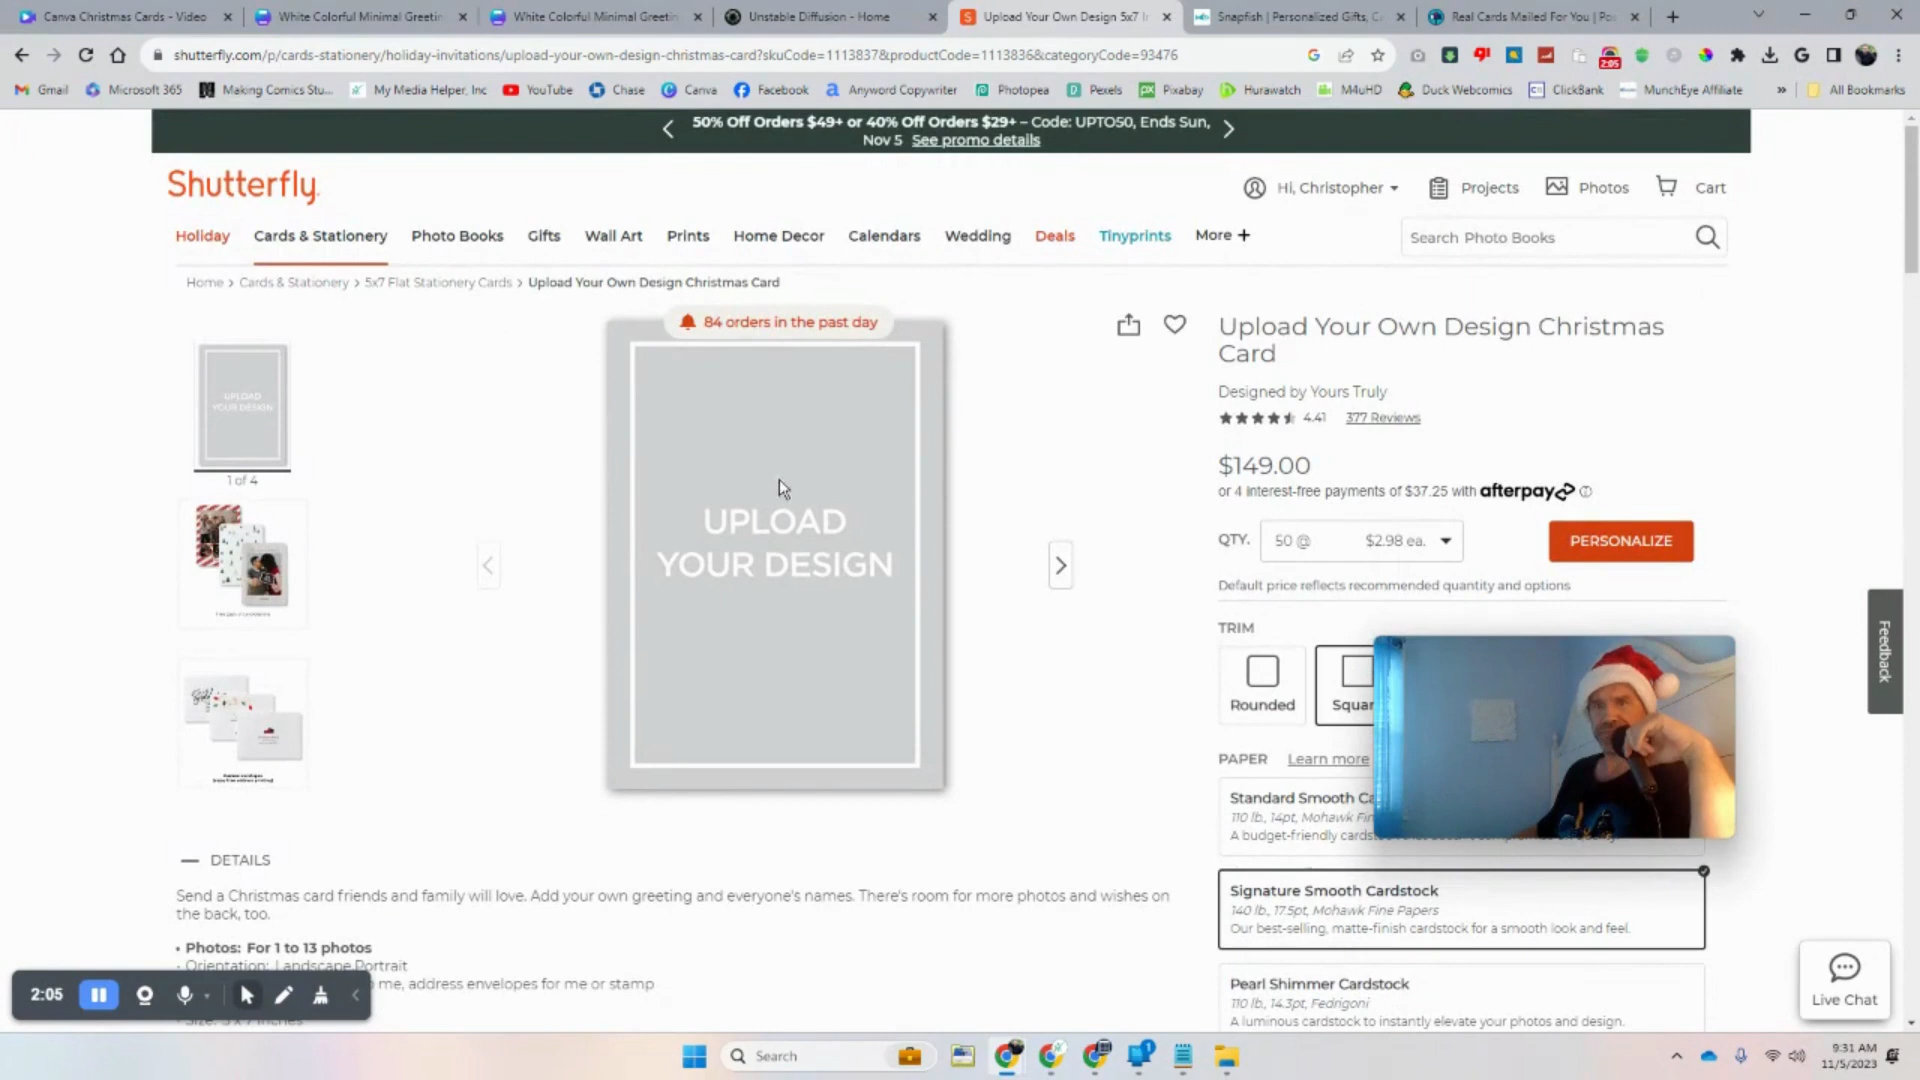 Canva Christmas Cards - Video
White Colorful Minimal Greetin
White Colorful Minimal Greetin
Unstable Diffusion - Home
Upload Your Own Design 5x7 I
Snapfish | Personalized Gifts, C
Real Cards Mailed For You | Po
shutterfly.com/p/cards-stationery/holiday-invitations/upload-your-own-design-christmas-card?skuCode=1113837&productCode=1113836&categoryCode=93476
2:05
Gmail
Microsoft 365
Making Comics Stu...
My Media Helper, Inc
YouTube
Chase
Canva
Facebook
Anyword Copywriter
Photopea
Pexels
Pixabay
Hurawatch
M4uHD
Duck Webcomics
ClickBank
MunchEye Affiliate
»
All Bookmarks
50% Off Orders $49+ or 40% Off Orders $29+ – Code: UPTO50, Ends Sun,
Nov 5 See promo details
Shutterfly
Hi, Christopher
Projects
Photos
Cart
Holiday
Cards & Stationery
Photo Books
Gifts
Wall Art
Prints
Home Decor
Calendars
Wedding
Deals
Tinyprints
More +
Search Photo Books
Home > Cards & Stationery > 5x7 Flat Stationery Cards > Upload Your Own Design Christmas Card
84 orders in the past day
UPLOAD
YOUR DESIGN
1 of 4
UPLOAD
YOUR DESIGN
Upload Your Own Design Christmas
Card
Designed by Yours Truly
4.41 377 Reviews
$149.00
or 4 interest-free payments of $37.25 with afterpay
QTY. 50 @ $2.98 ea.
PERSONALIZE
Default price reflects recommended quantity and options
TRIM
Rounded
Squar
PAPER Learn more
Standard Smooth Ca
110 lb, 14pt, Mohawk Fin
A budget-friendly cards
Signature Smooth Cardstock
140 lb, 17.5pt, Mohawk Fine Papers
Our best-selling, matte-finish cardstock for a smooth look and feel.
Pearl Shimmer Cardstock
110 lb, 14.3pt, Fedrigoni
A luminous cardstock to instantly elevate your photos and design.
Feedback
Live Chat
DETAILS
Send a Christmas card friends and family will love. Add your own greeting and everyone's names. There's room for more photos and wishes on
the back, too.
• Photos: For 1 to 13 photos
• Orientation: Landscape Portrait
o me, address envelopes for me or stamp
• Size: 5 x 7 inches
2:05
Search
1
9:31 AM
11/5/2023